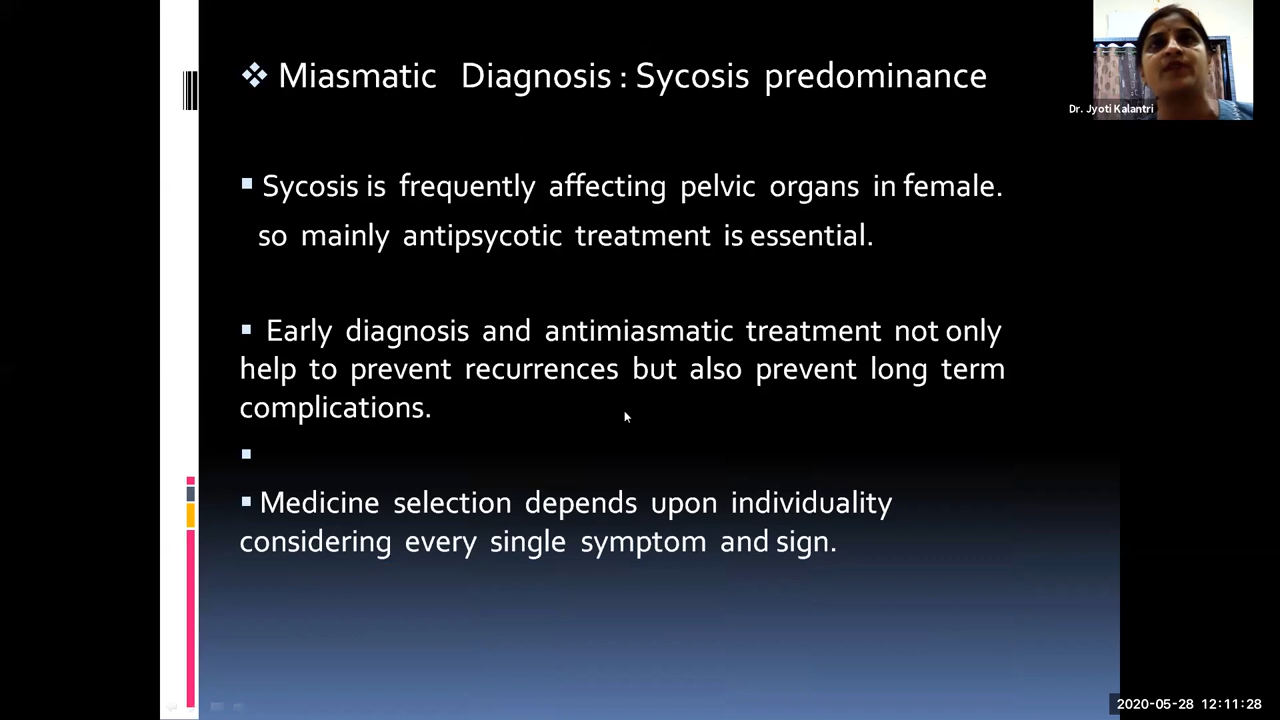 Miasmatic Diagnosis : Sycosis predominance
Dr. Jyoti Kalantri
Sycosis is frequently affecting pelvic organs in female.
so mainly antipsycotic treatment is essential.
Early diagnosis and antimiasmatic treatment not only
help to prevent recurrences but also prevent long term
complications.
Medicine selection depends upon individuality
considering every single symptom and sign.
2020-05-28 12:11:28